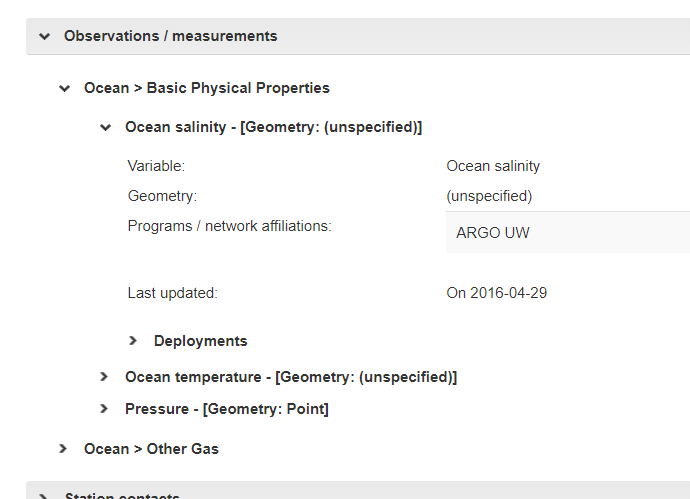 Observations / measurements
Ocean > Basic Physical Properties
Ocean salinity - [Geometry: (unspecified)]
Variable: Ocean salinity
Geometry: (unspecified)
Programs / network affiliations: ARGO UW
Last updated: On 2016-04-29
Deployments
Ocean temperature - [Geometry: (unspecified)]
Pressure - [Geometry: Point]
Ocean > Other Gas
Station contacts